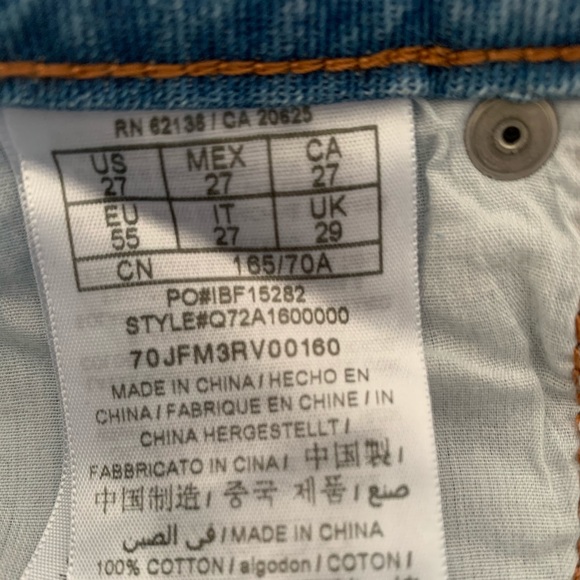 RN 62136 / CA 20625
US MEX CA
27 27 27
EU IT UK
55 27 29
CN 165/70A
PO#IBF15282
STYLE#Q72A1600000
70JFM3RV00160
MADE IN CHINA / HECHO EN
CHINA / FABRIQUE EN CHINE / IN
CHINA HERGESTELLT /
FABBRICATO IN CINA / 中国製 /
中国制造 / 중국 제품 / صنع
في الصين / MADE IN CHINA
100% COTTON / algodon / COTON /